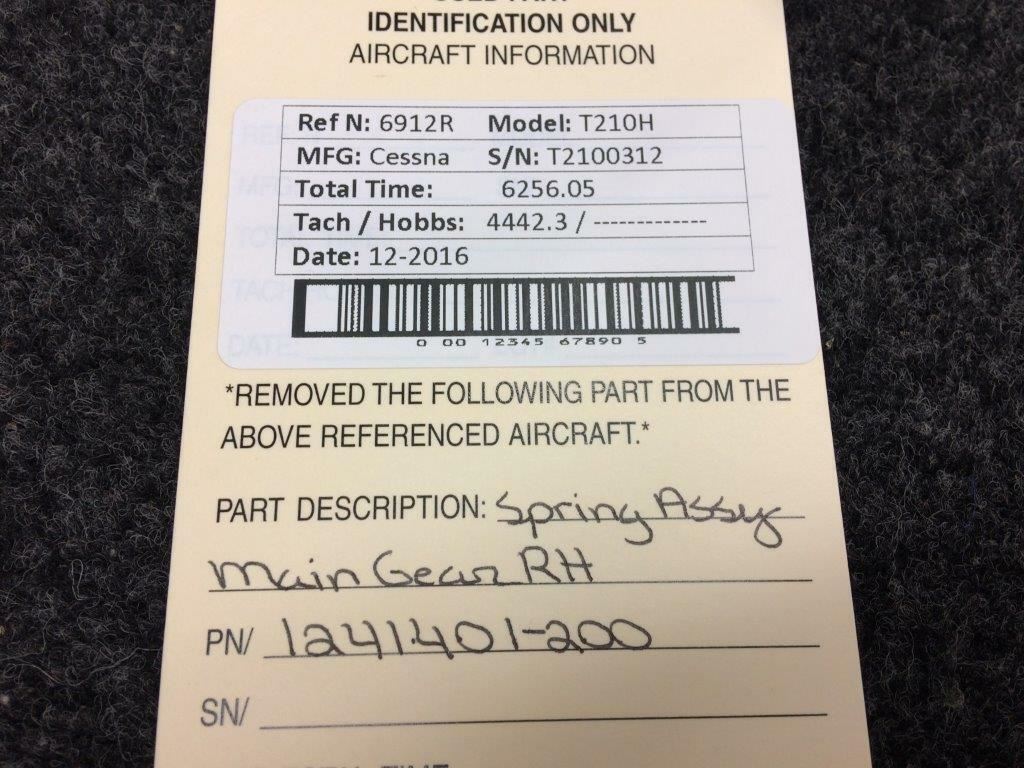 IDENTIFICATION ONLY
AIRCRAFT INFORMATION
Ref N: 6912R Model: T210H
MFG: Cessna S/N: T2100312
Total Time: 6256.05
Tach / Hobbs: 4442.3 / -------------
Date: 12-2016
0 00 12345 67890 5
*REMOVED THE FOLLOWING PART FROM THE
ABOVE REFERENCED AIRCRAFT.*
PART DESCRIPTION: Spring Assy
Main Gear RH
PN/ 1241401-200
SN/